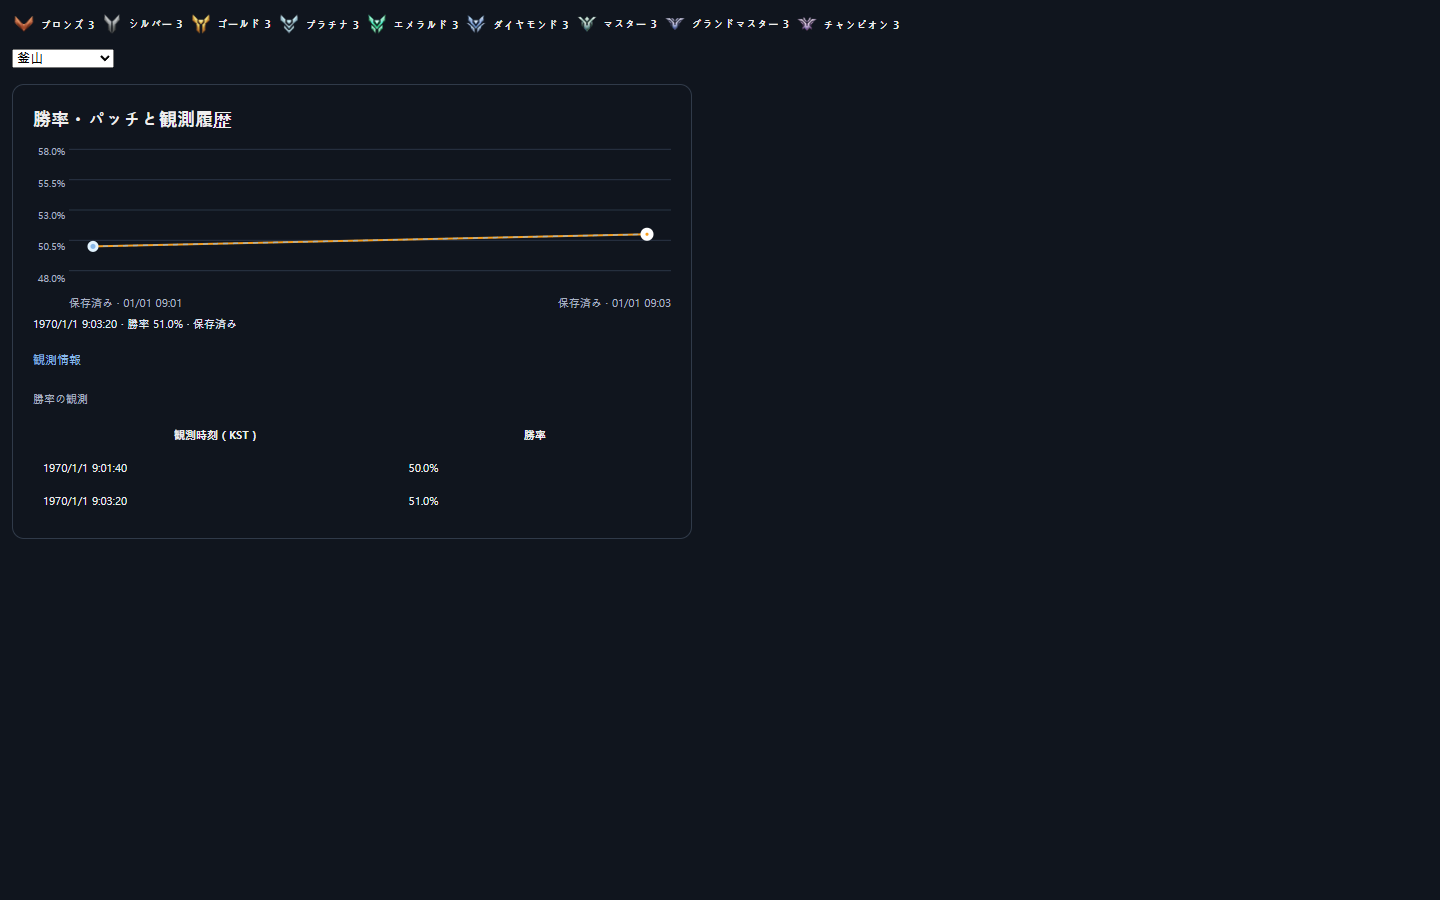 ブロンズ 3 シルバー 3 ゴールド 3 プラチナ 3 エメラルド 3 ダイヤモンド 3 マスター 3 グランドマスター 3 チャンピオン 3
釜山
勝率・パッチと観測履歴
58.0%
55.5%
53.0%
50.5%
48.0%
保存済み · 01/01 09:01 保存済み · 01/01 09:03
1970/1/1 9:03:20 · 勝率 51.0% · 保存済み
観測情報
勝率の観測
観測時刻 ( KST ) 勝率
1970/1/1 9:01:40 50.0%
1970/1/1 9:03:20 51.0%